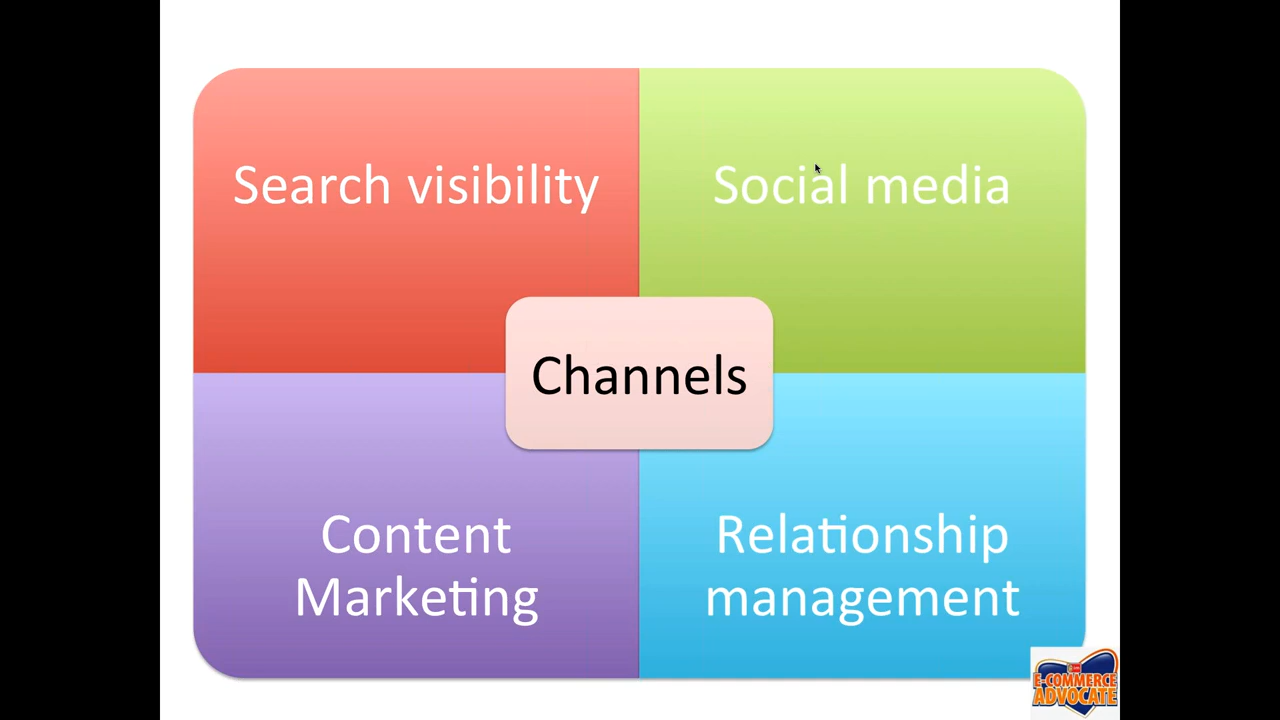 Search visibility
Social media
Channels
Content
Marketing
Relationship
management
E-COMMERCE
ADVOCATE